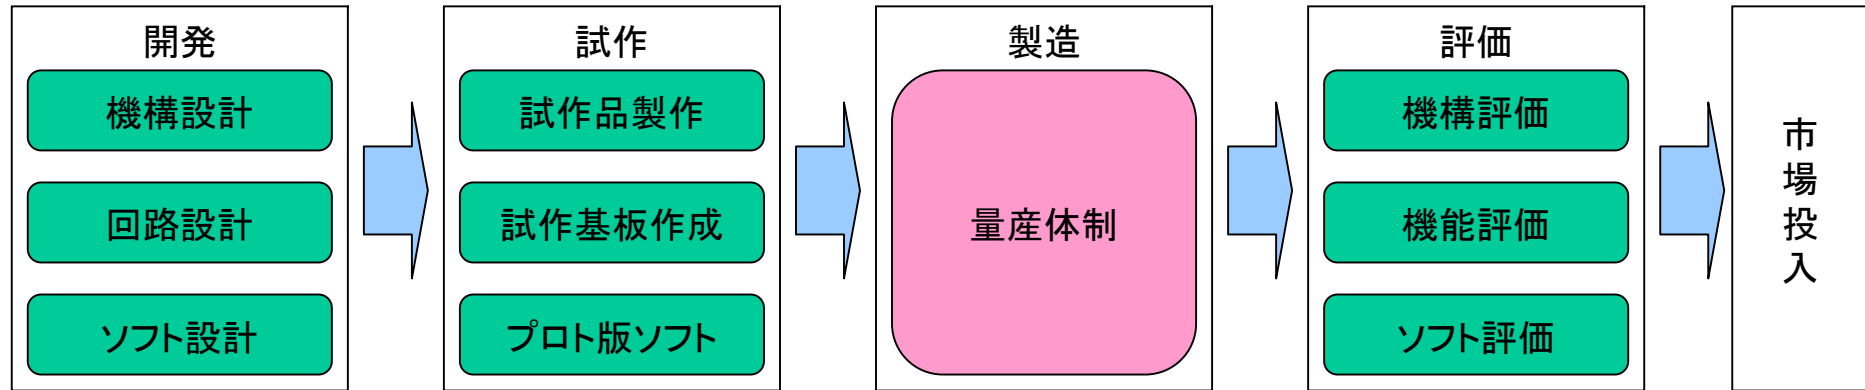 開発
機構設計
回路設計
ソフト設計
試作
試作品製作
試作基板作成
プロト版ソフト
製造
量産体制
評価
機構評価
機能評価
ソフト評価
市場投入